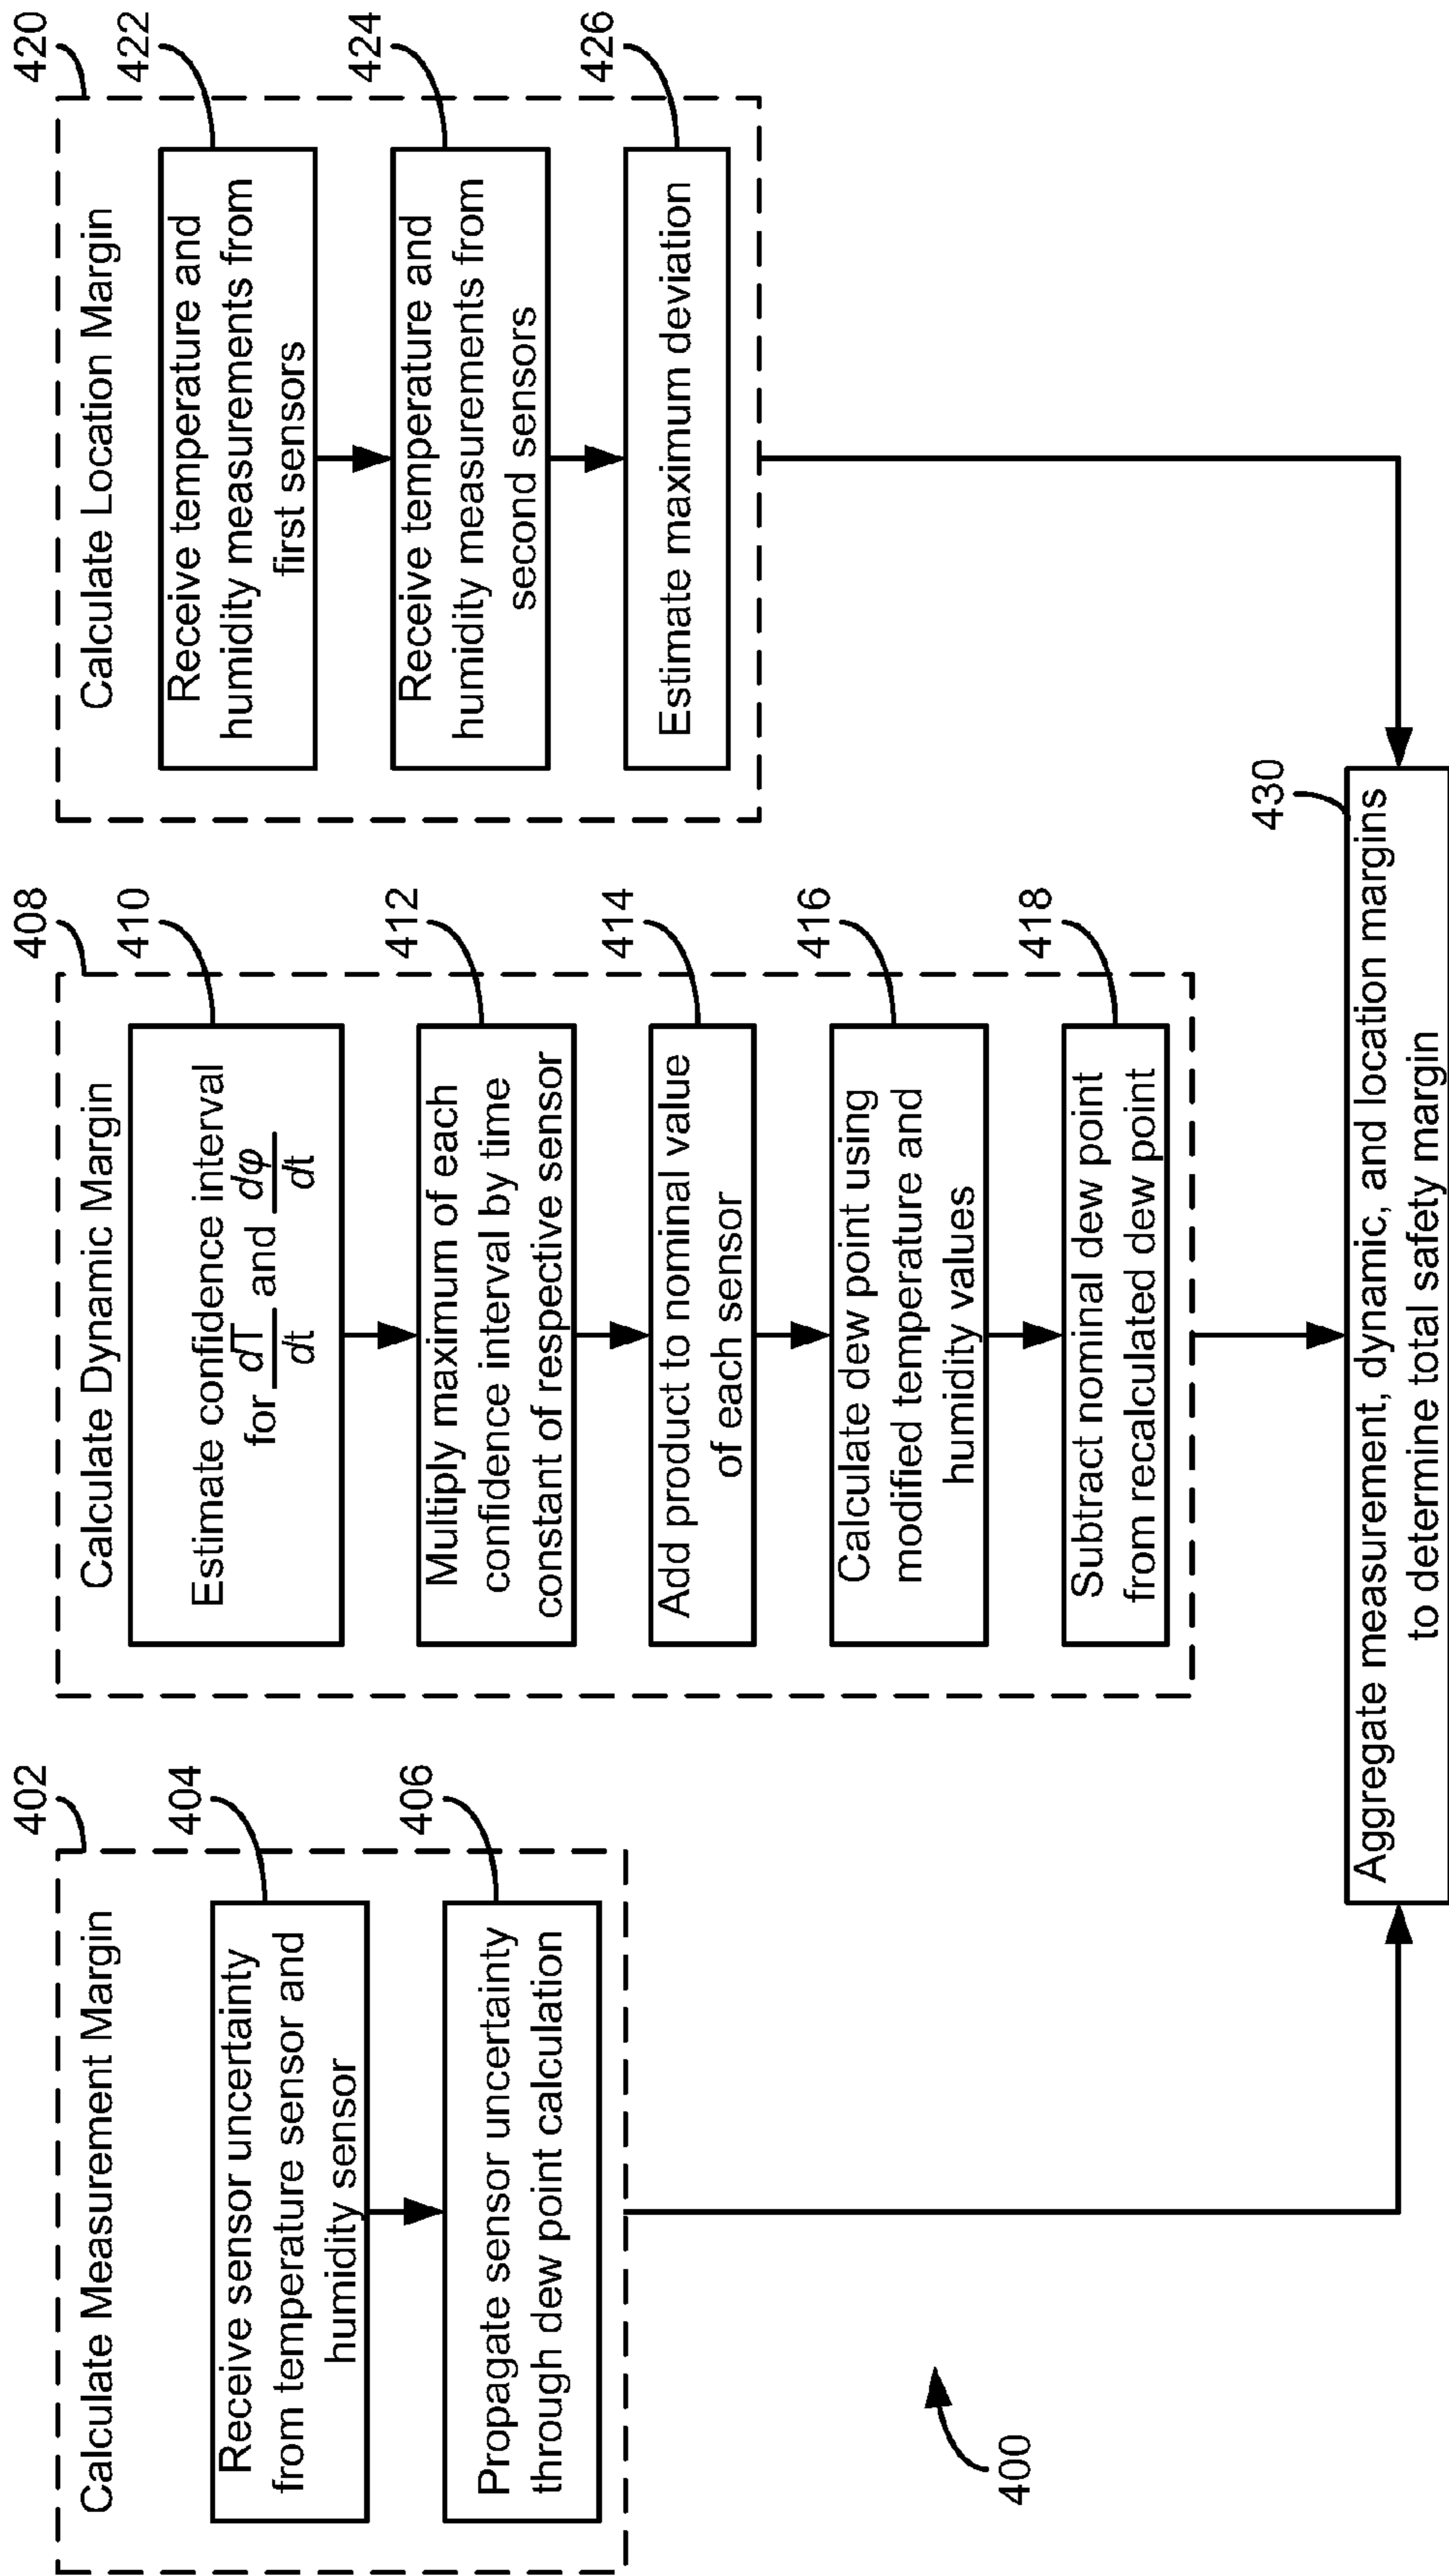 402
Calculate Measurement Margin
404
Receive sensor uncertainty
from temperature sensor and
humidity sensor
406
Propagate sensor uncertainty
through dew point calculation
408
Calculate Dynamic Margin
410
Estimate confidence interval
for dT/dt and dφ/dt
412
Multiply maximum of each
confidence interval by time
constant of respective sensor
414
Add product to nominal value
of each sensor
416
Calculate dew point using
modified temperature and
humidity values
418
Subtract nominal dew point
from recalculated dew point
420
Calculate Location Margin
422
Receive temperature and
humidity measurements from
first sensors
424
Receive temperature and
humidity measurements from
second sensors
426
Estimate maximum deviation
430
Aggregate measurement, dynamic, and location margins
to determine total safety margin
400